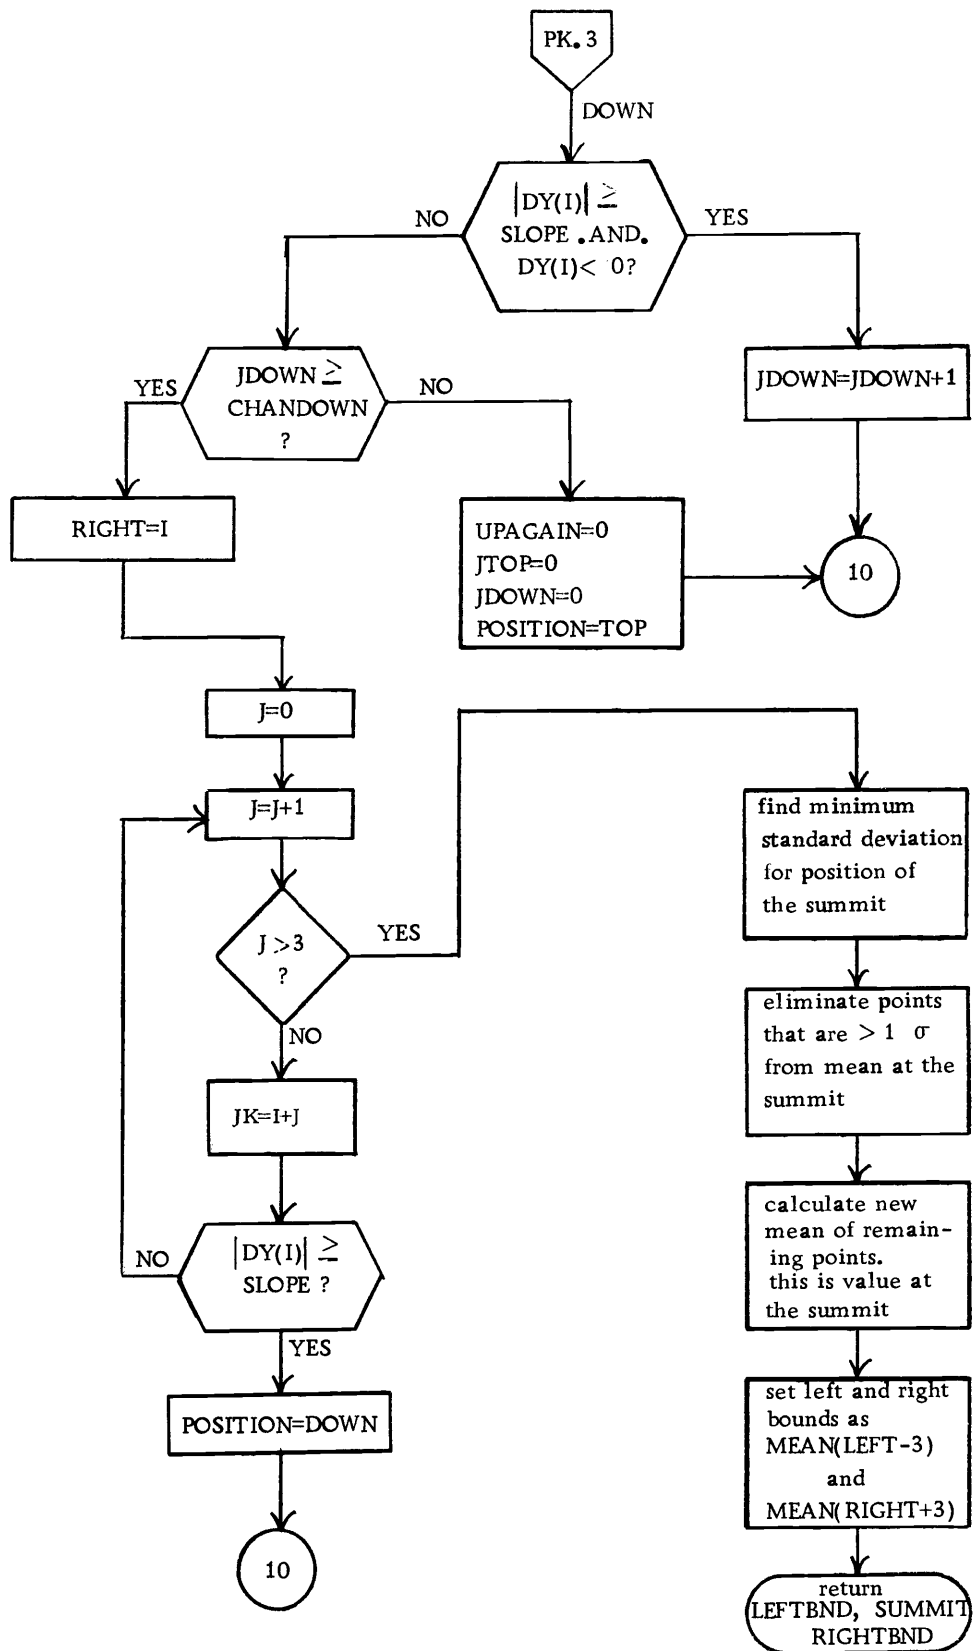 PK. 3
DOWN
|DY(I)| ≥
SLOPE .AND.
DY(I)< 0?
NO
YES
JDOWN ≥
CHANDOWN
?
YES
NO
JDOWN=JDOWN+1
RIGHT=I
UPAGAIN=0
JTOP=0
JDOWN=0
POSITION=TOP
10
J=0
J=J+1
J >3
?
YES
NO
JK=I+J
|DY(I)| ≥
SLOPE ?
NO
YES
POSITION=DOWN
10
find minimum
standard deviation
for position of
the summit
eliminate points
that are > 1 σ
from mean at the
summit
calculate new
mean of remain-
ing points.
this is value at
the summit
set left and right
bounds as
MEAN(LEFT-3)
and
MEAN(RIGHT+3)
return
LEFTBND, SUMMIT
RIGHTBND